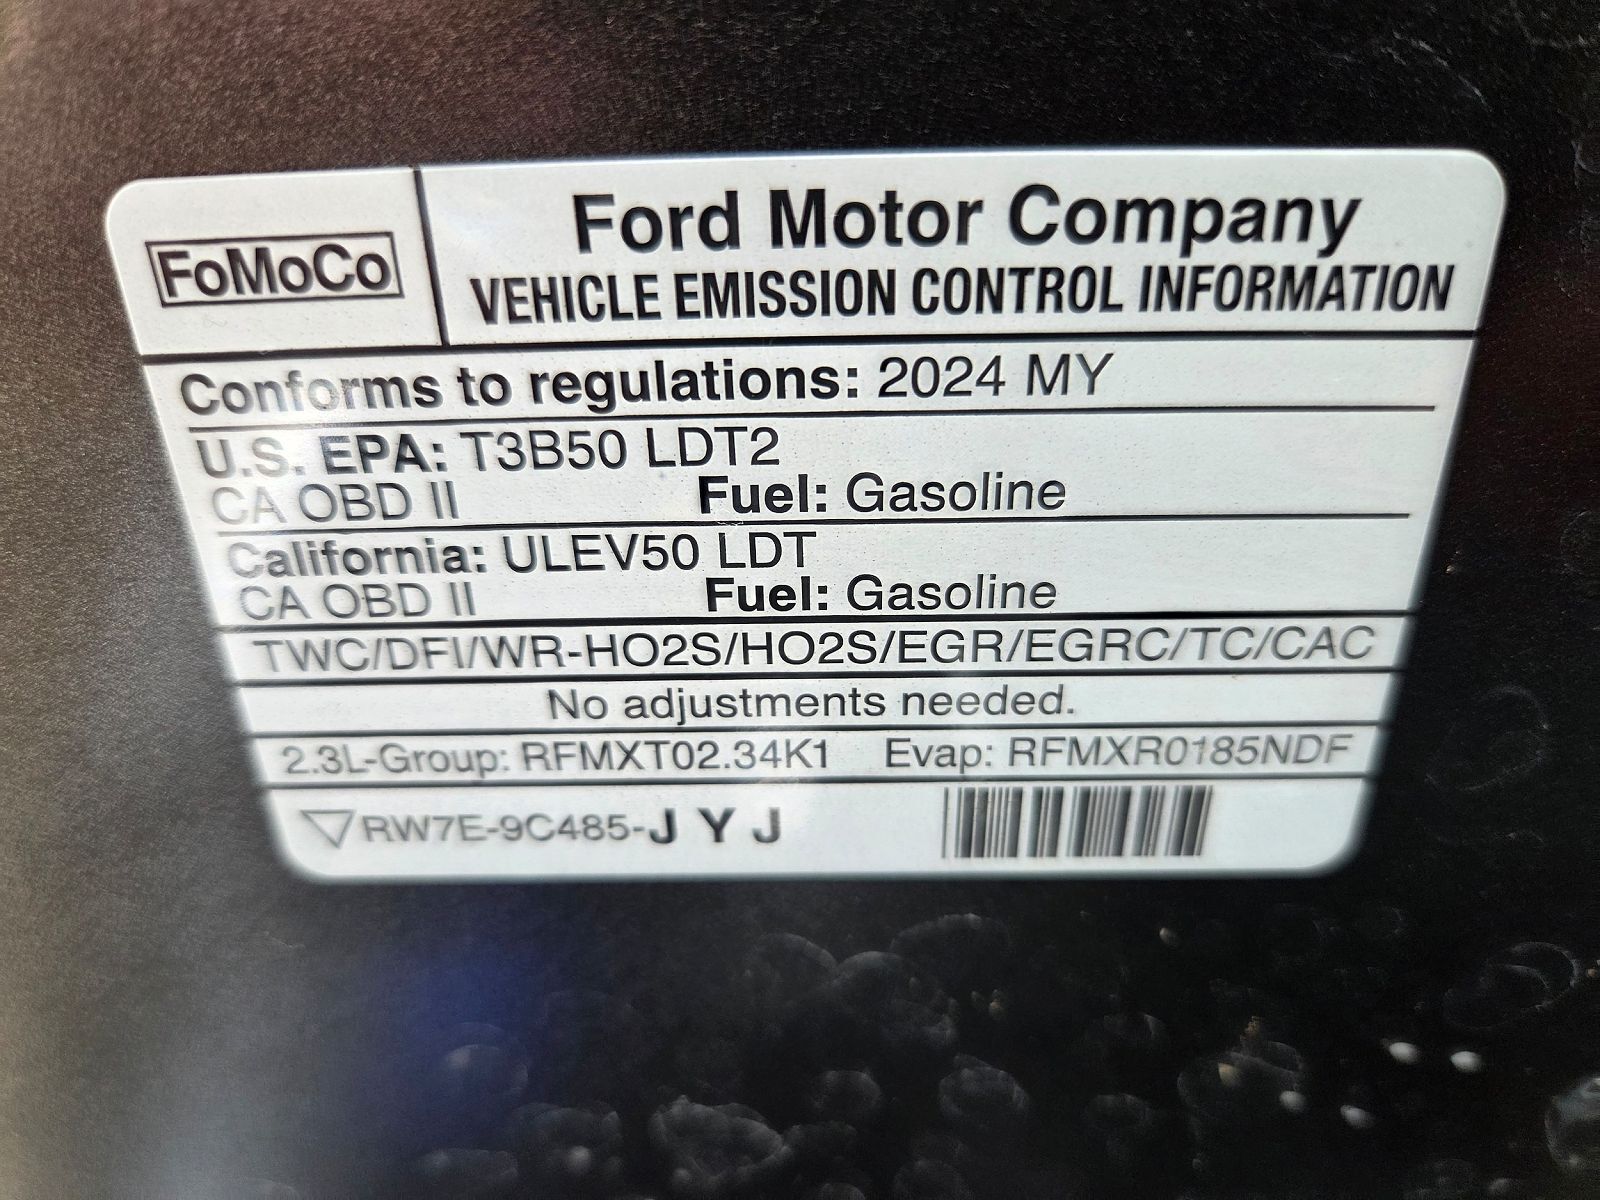 FoMoCo
Ford Motor Company
VEHICLE EMISSION CONTROL INFORMATION
Conforms to regulations: 2024 MY
U.S. EPA: T3B50 LDT2
CA OBD II Fuel: Gasoline
California: ULEV50 LDT
CA OBD II Fuel: Gasoline
TWC/DFI/WR-HO2S/HO2S/EGR/EGRC/TC/CAC
No adjustments needed.
2.3L-Group: RFMXT02.34K1 Evap: RFMXR0185NDF
RW7E-9C485-J Y J